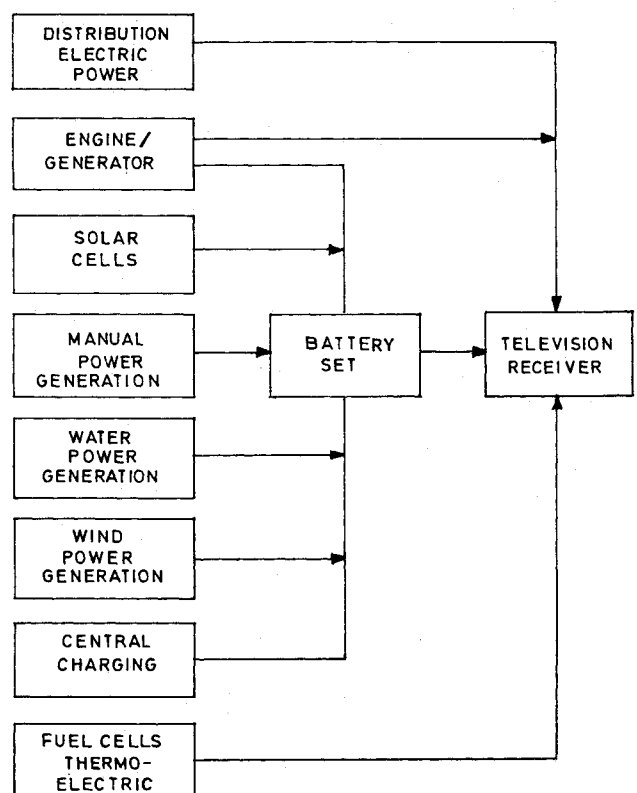 DISTRIBUTION
ELECTRIC
POWER
ENGINE/
GENERATOR
SOLAR
CELLS
MANUAL
POWER
GENERATION
BATTERY
SET
TELEVISION
RECEIVER
WATER
POWER
GENERATION
WIND
POWER
GENERATION
CENTRAL
CHARGING
FUEL CELLS
THERMO-
ELECTRIC